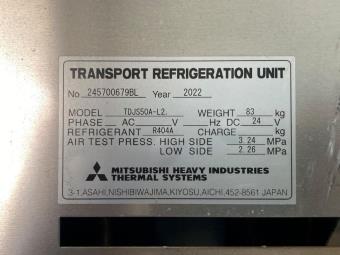 TRANSPORT REFRIGERATION UNIT
No. 245700679BL Year 2022
MODEL TDJS50A-L2. WEIGHT 83 kg
PHASE AC V Hz DC 24 V
REFRIGERANT R404A CHARGE kg
AIR TEST PRESS. HIGH SIDE 3.24 MPa
LOW SIDE 2.26 MPa
MITSUBISHI HEAVY INDUSTRIES
THERMAL SYSTEMS
3-1, ASAHI, NISHIBIWAJIMA, KIYOSU, AICHI, 452-8561 JAPAN